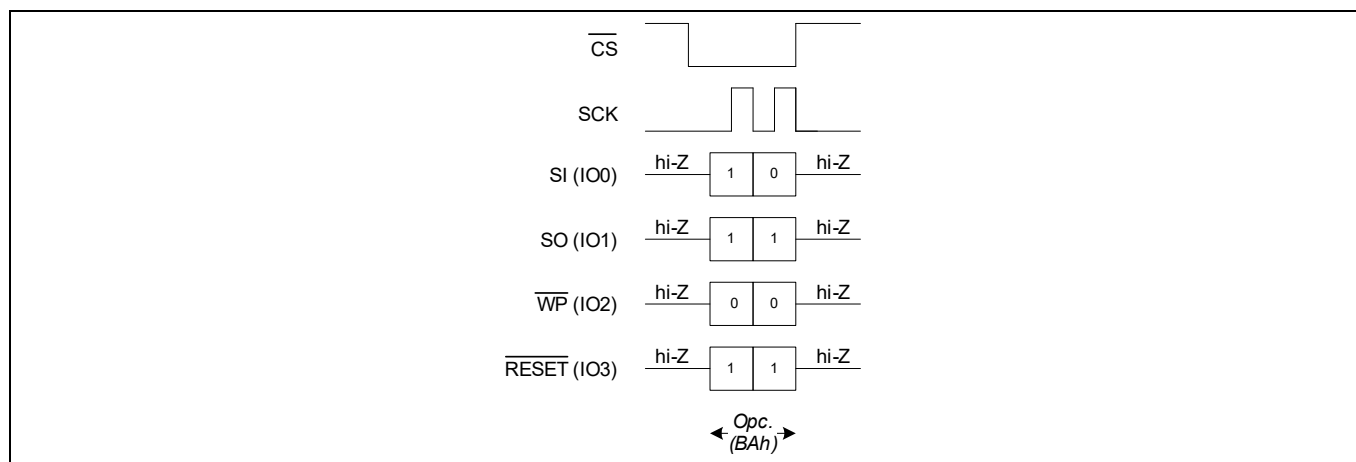 CS
SCK
SI (IO0) hi-Z 1 0 hi-Z
SO (IO1) hi-Z 1 1 hi-Z
WP (IO2) hi-Z 0 0 hi-Z
RESET (IO3) hi-Z 1 1 hi-Z
Opc.
(BAh)